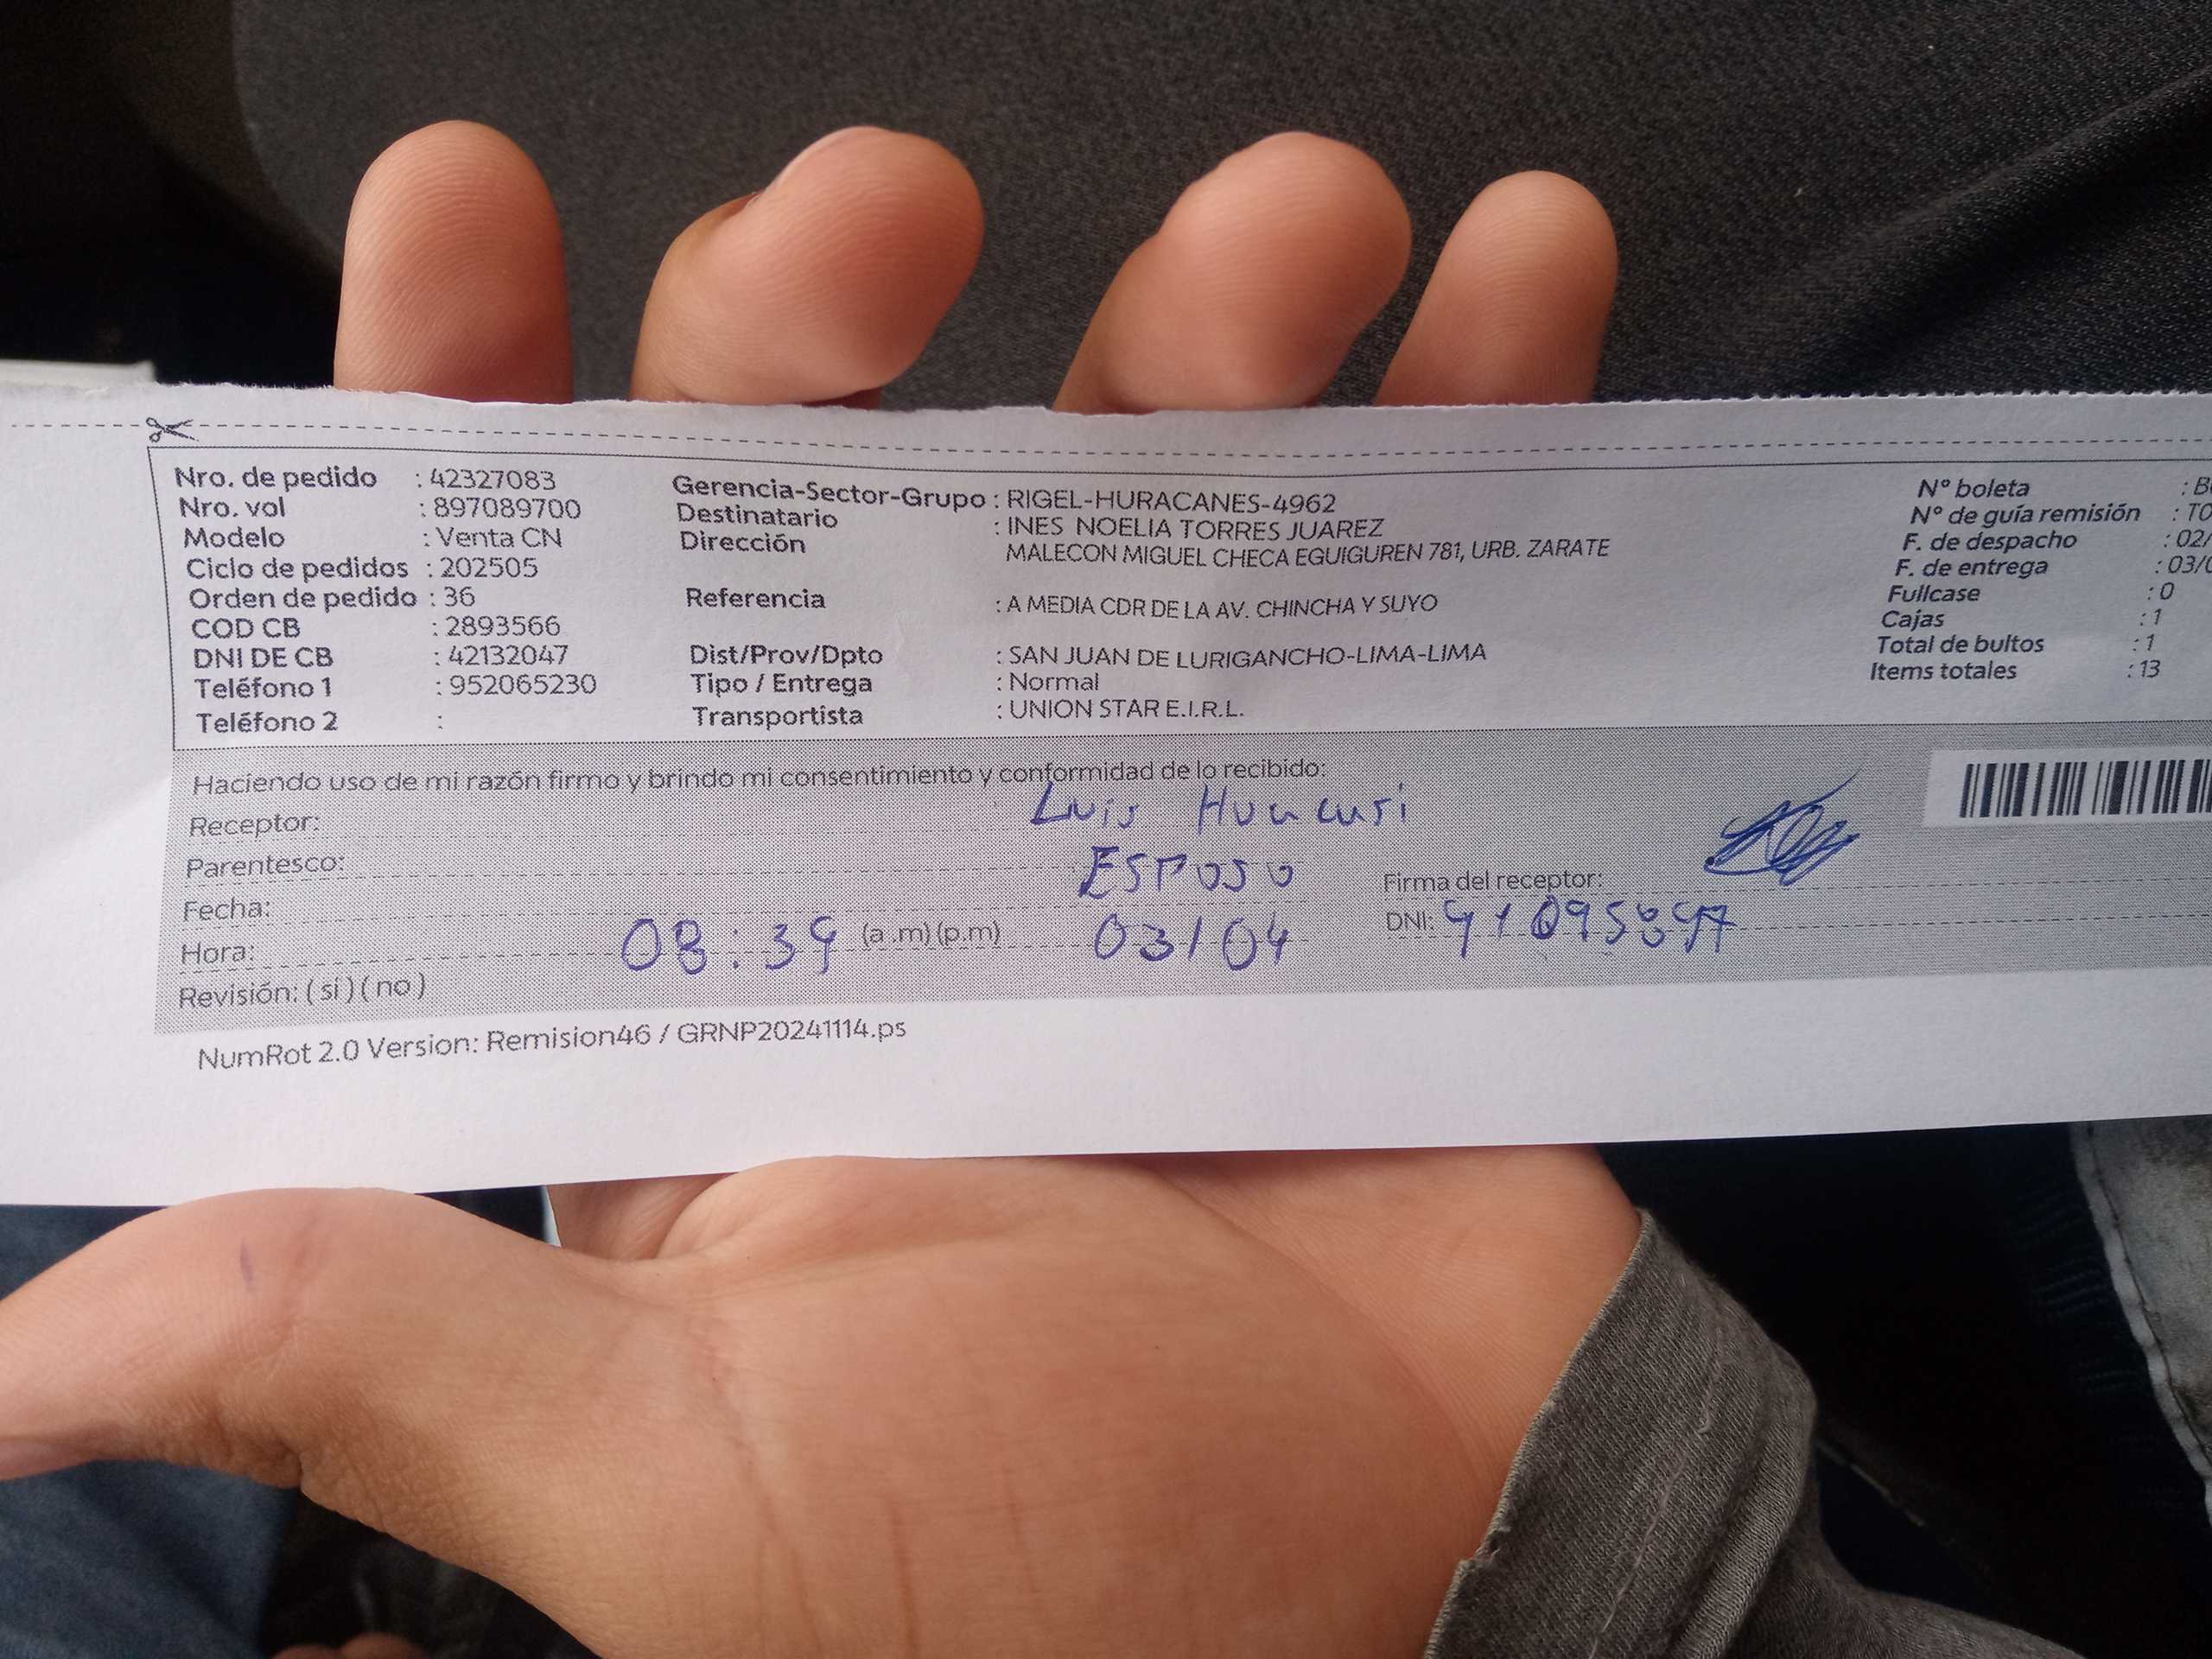 Nro. de pedido : 42327083
Nro. vol : 897089700
Modelo : Venta CN
Ciclo de pedidos : 202505
Orden de pedido : 36
COD CB : 2893566
DNI DE CB : 42132047
Teléfono 1 : 952065230
Teléfono 2 :
Gerencia-Sector-Grupo : RIGEL-HURACANES-4962
Destinatario : INES NOELIA TORRES JUAREZ
Dirección MALECON MIGUEL CHECA EGUIGUREN 781, URB. ZARATE
Referencia : A MEDIA CDR DE LA AV. CHINCHA Y SUYO
Dist/Prov/Dpto : SAN JUAN DE LURIGANCHO-LIMA-LIMA
Tipo / Entrega : Normal
Transportista : UNION STAR E.I.R.L.
N° boleta :
N° de guía remisión : T0
F. de despacho : 02/
F. de entrega : 03/
Fullcase : 0
Cajas : 1
Total de bultos : 1
Items totales : 13
Haciendo uso de mi razón firmo y brindo mi consentimiento y conformidad de lo recibido:
Receptor: Luis
Parentesco: ESPOSO
Firma del receptor:
Fecha: 03/04
DNI:
Hora: 08:39 (a.m) (p.m)
Revisión: ( si ) ( no )
NumRot 2.0 Version: Remision46 / GRNP20241114.ps